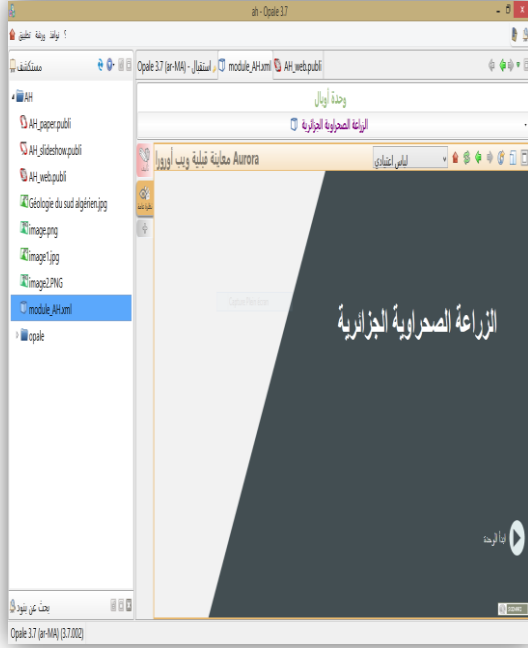 ah - Opale 3.7
؟ نوافذ ورشة تطبيق
مستكشف
Opale 3.7 (ar-MA) - استقبال
module_AH.xml
AH_web.publi
AH
AH_paper.publi
AH_slideshow.publi
AH_web.publi
Géologie du sud algérien.jpg
image.png
image1.jpg
image2.PNG
module_AH.xml
opale
وحدة أوبال
الزراعة الصحراوية الجزائرية
معاينة قبلية ويب أورورا Aurora
لباس اعتيادي
الزراعة الصحراوية الجزائرية
ابدأ الوحدة
بحث عن بنود
Opale 3.7 (ar-MA) (3.7.002)